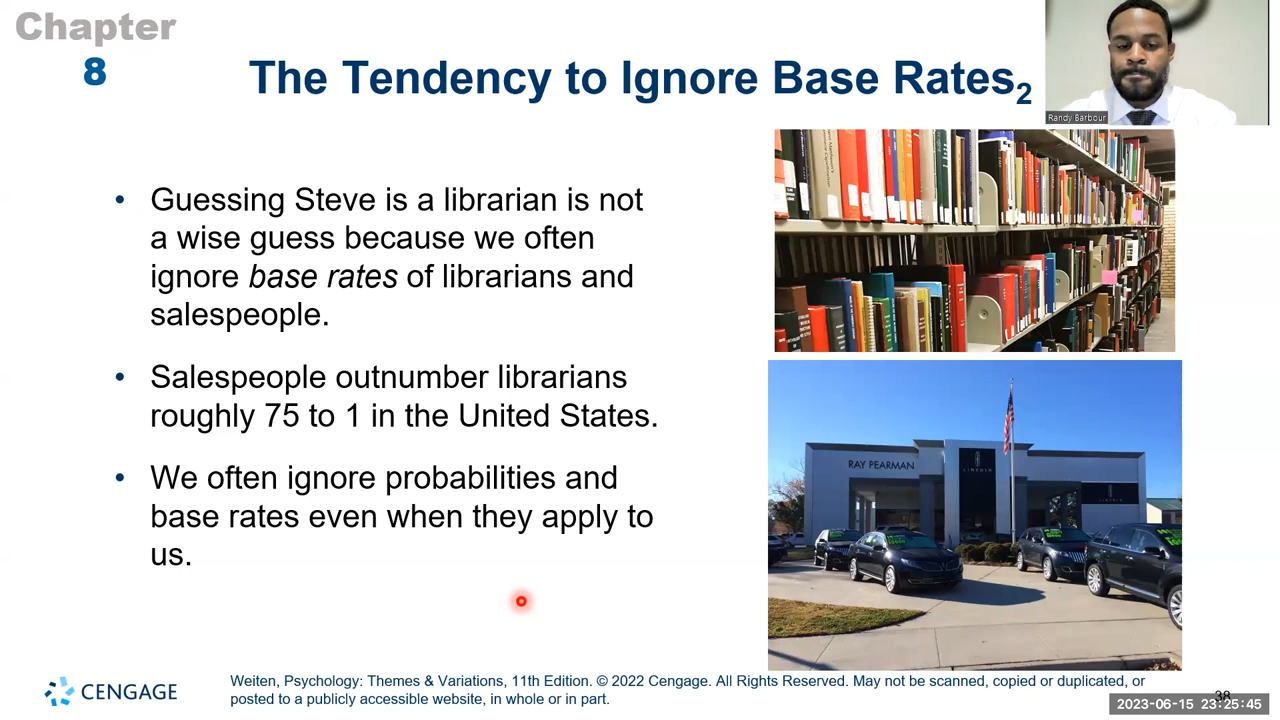 Chapter
8
The Tendency to Ignore Base Rates2
Randy Barbour
• Guessing Steve is a librarian is not
a wise guess because we often
ignore base rates of librarians and
salespeople.
• Salespeople outnumber librarians
roughly 75 to 1 in the United States.
• We often ignore probabilities and
base rates even when they apply to
us.
RAY PEARMAN
LINCOLN
LINCOLN
CENGAGE
Weiten, Psychology: Themes & Variations, 11th Edition. © 2022 Cengage. All Rights Reserved. May not be scanned, copied or duplicated, or
posted to a publicly accessible website, in whole or in part.
38
2023-06-15 23:25:45